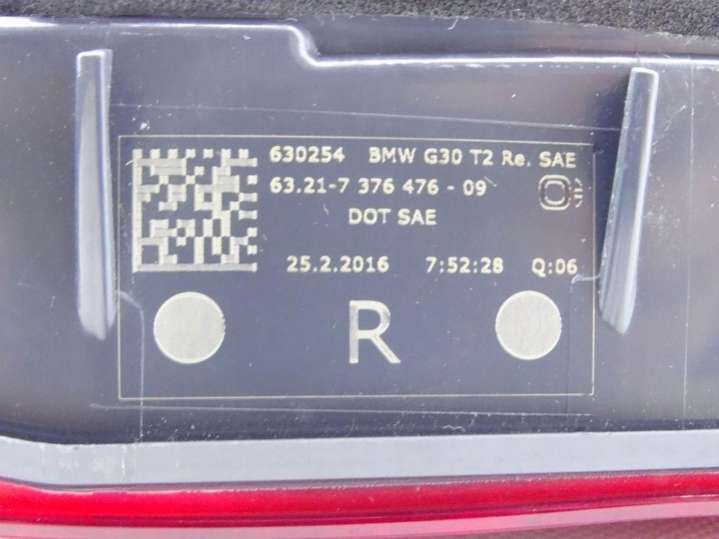 630254 BMW G30 T2 Re. SAE
63.21-7 376 476 - 09
DOT SAE
25.2.2016 7:52:28 Q:06
R